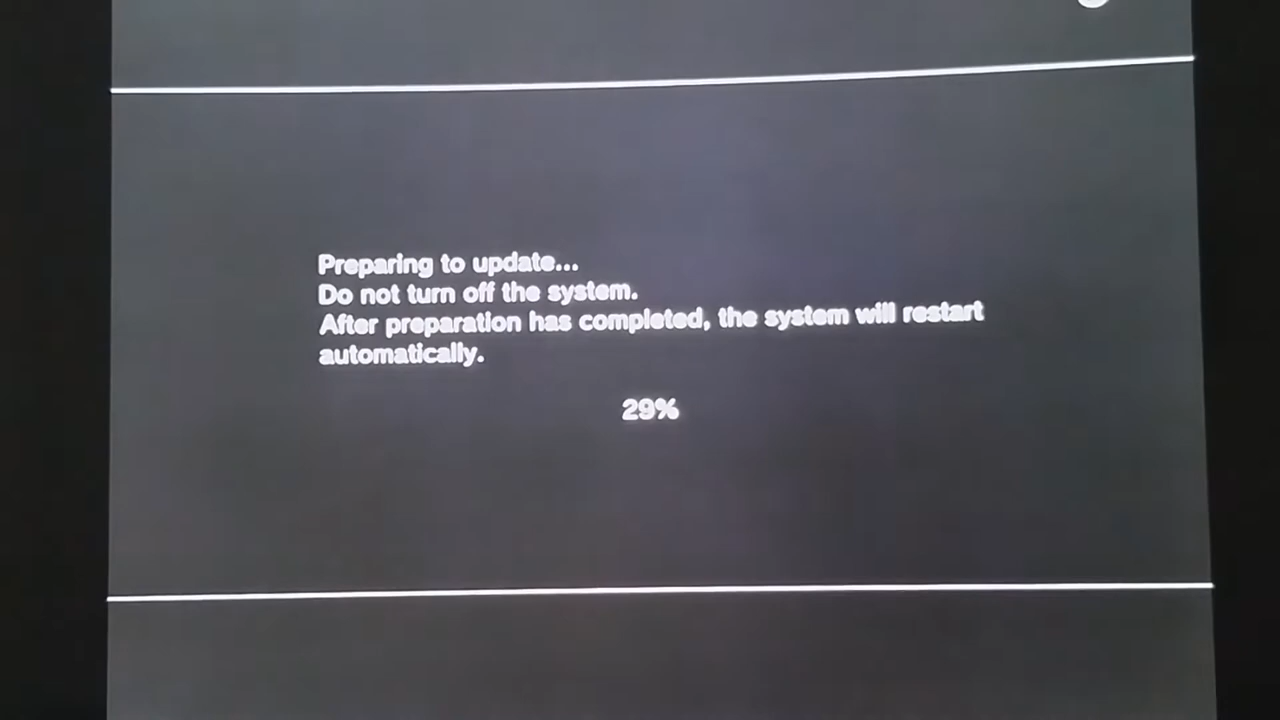 Preparing to update...
Do not turn off the system.
After preparation has completed, the system will restart
automatically.
29%